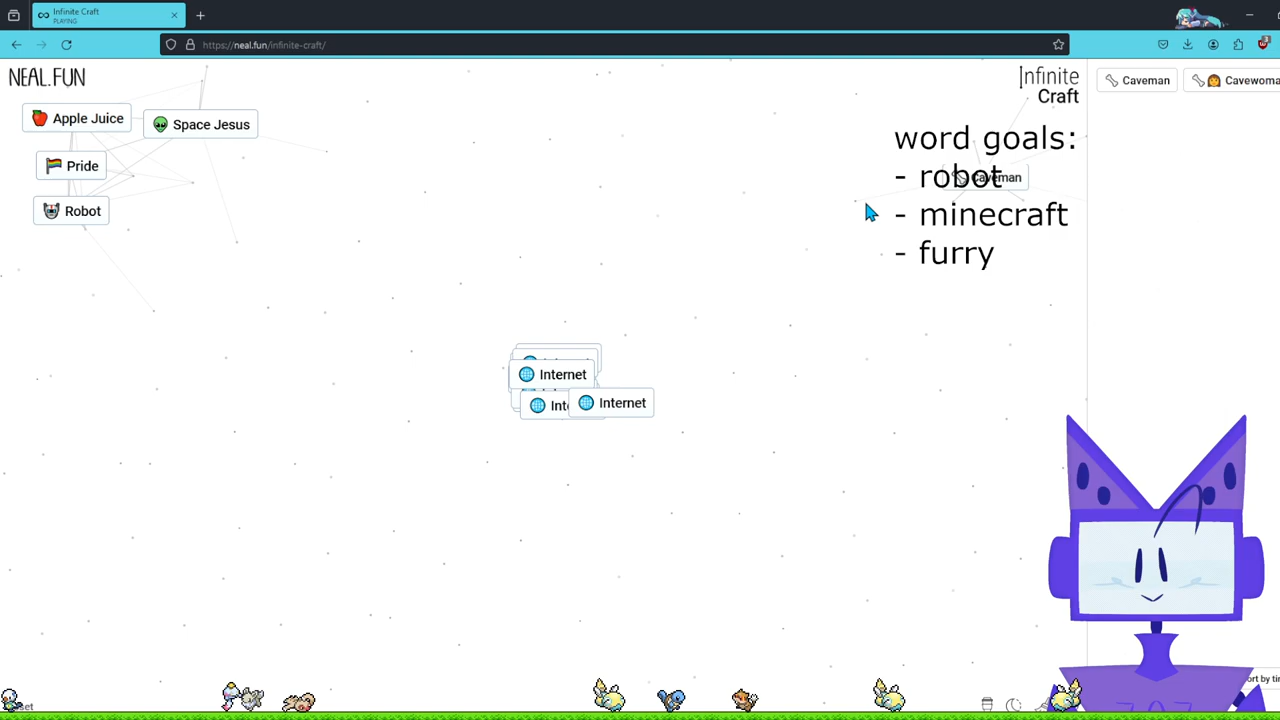 Infinite Craft
PLAYING
https://neal.fun/infinite-craft/
NEAL.FUN
Infinite
Craft
Caveman
Cavewoma
Apple Juice
Space Jesus
word goals:
Pride
- robot
Caveman
Robot
- minecraft
- furry
Internet
Internet